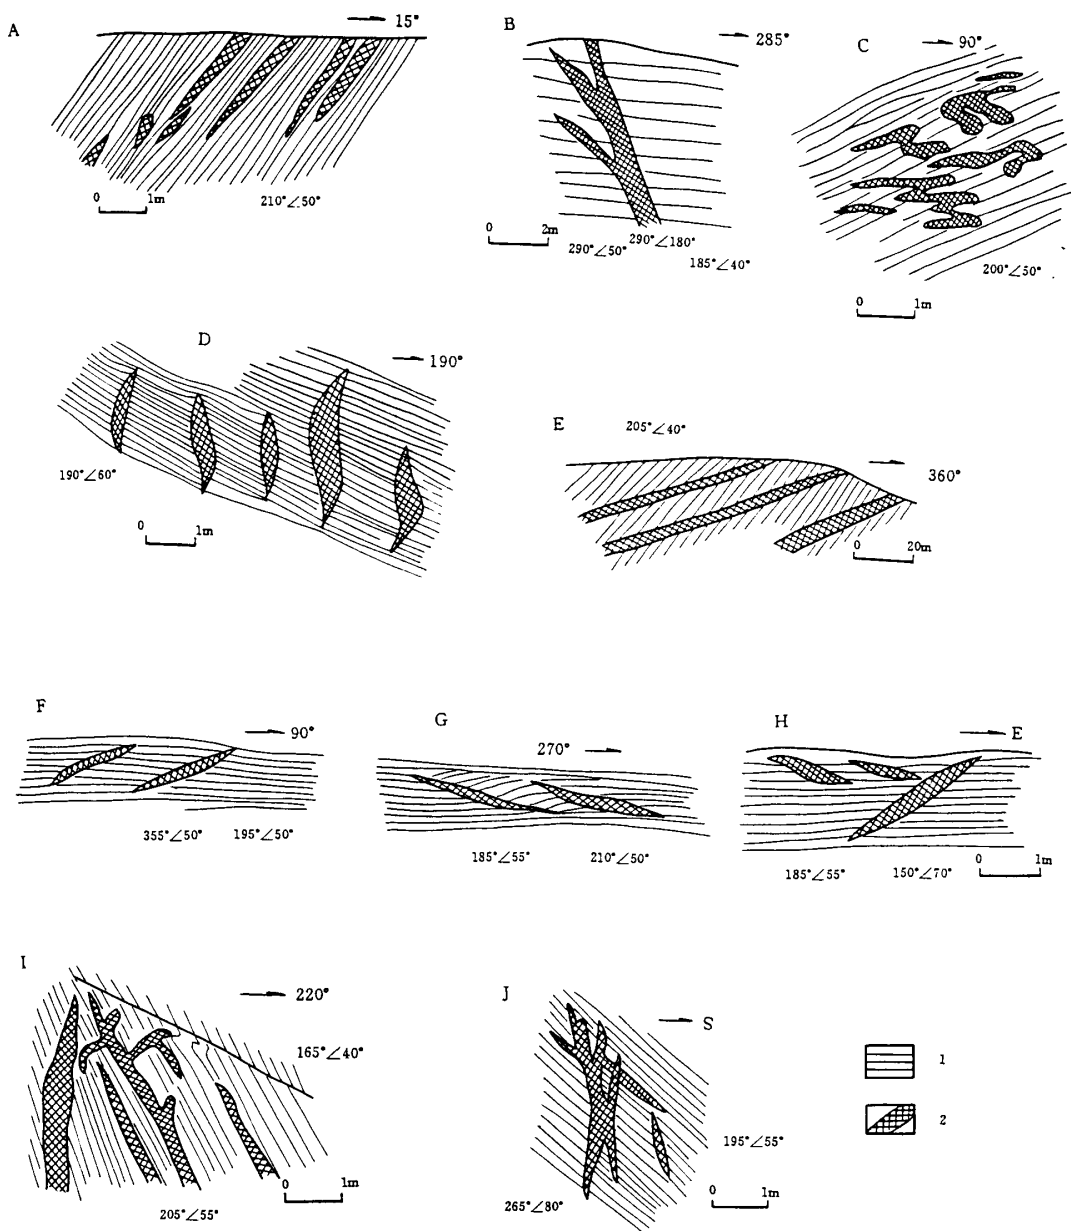 A
15°
0 1m
210°∠50°
B
285°
0 2m
290°∠50°
290°∠180°
185°∠40°
C
90°
200°∠50°
0 1m
D
190°
190°∠60°
0 1m
E
205°∠40°
360°
0 20m
F
90°
355°∠50° 195°∠50°
G
270°
185°∠55° 210°∠50°
H
E
185°∠55° 150°∠70°
0 1m
I
220°
165°∠40°
205°∠55°
0 1m
J
S
195°∠55°
265°∠80°
0 1m
1
2